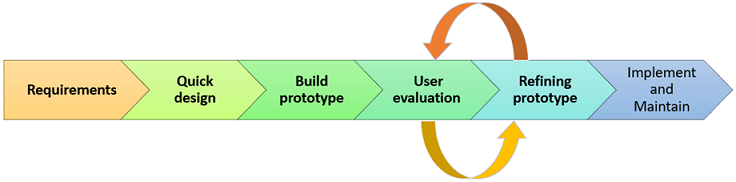 Requirements
Quick
design
Build
prototype
User
evaluation
Refining
prototype
Implement
and
Maintain